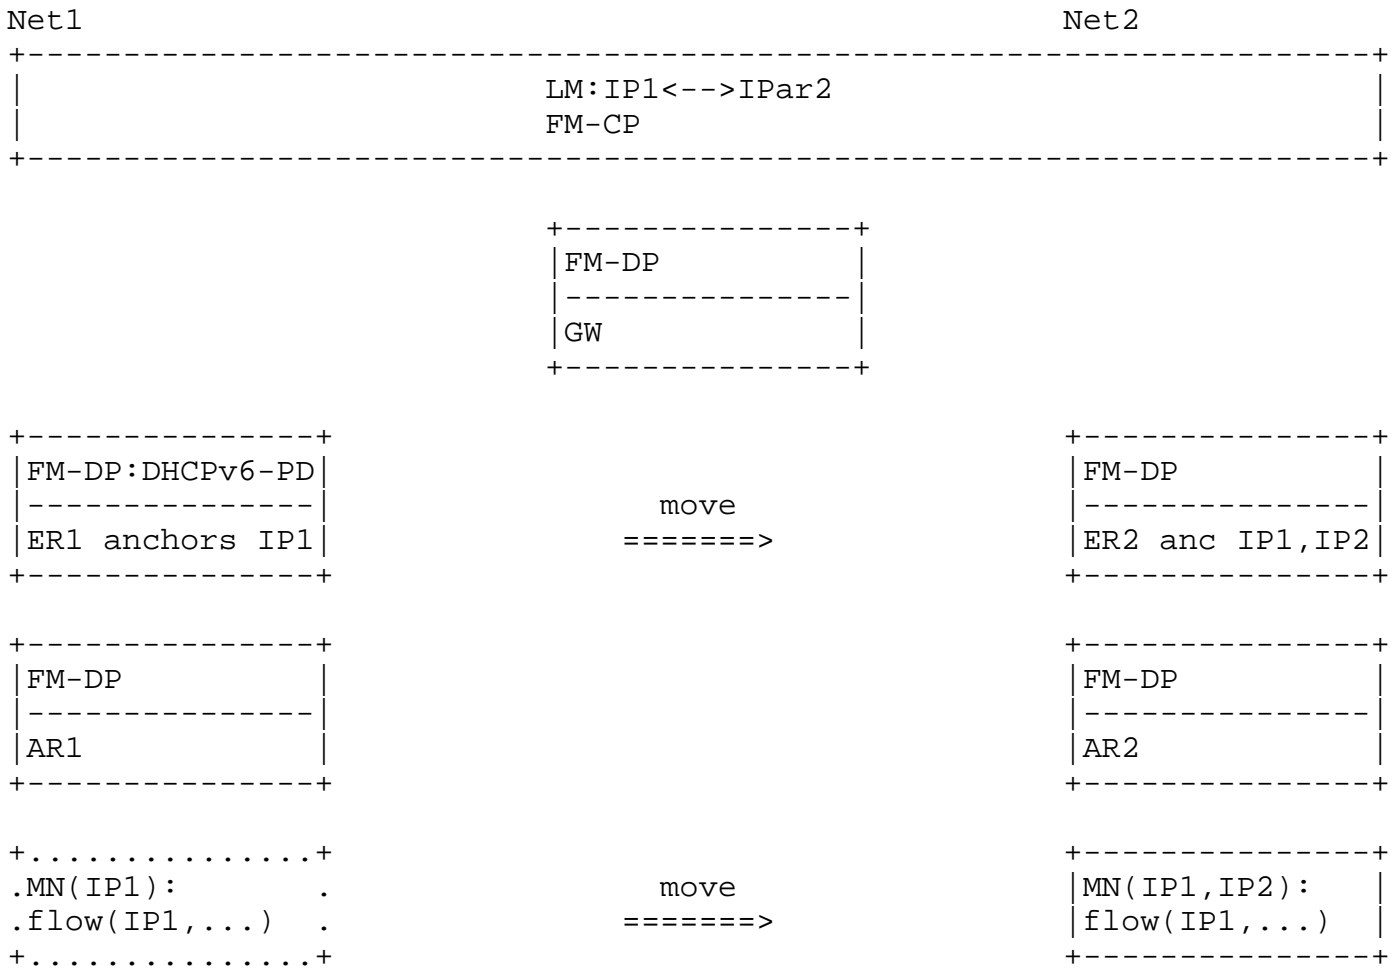 Net1 Net2
LM:IP1<-->IPar2
FM-CP
FM-DP
GW
FM-DP:DHCPv6-PD FM-DP
move
ER1 anchors IP1 =======> ER2 anc IP1,IP2
FM-DP FM-DP
AR1 AR2
MN(IP1): move MN(IP1,IP2):
flow(IP1,...) =======> flow(IP1,...)